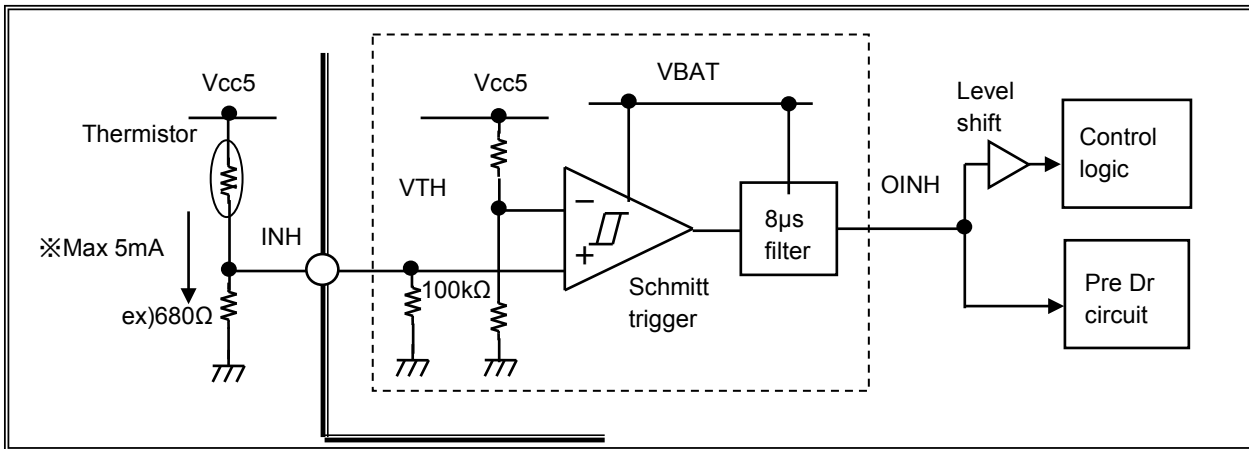 Vcc5
Thermistor
※Max 5mA
ex)680Ω
INH
Vcc5
VTH
100kΩ
VBAT
−
+
Schmitt
trigger
8µs
filter
OINH
Level
shift
Control
logic
Pre Dr
circuit